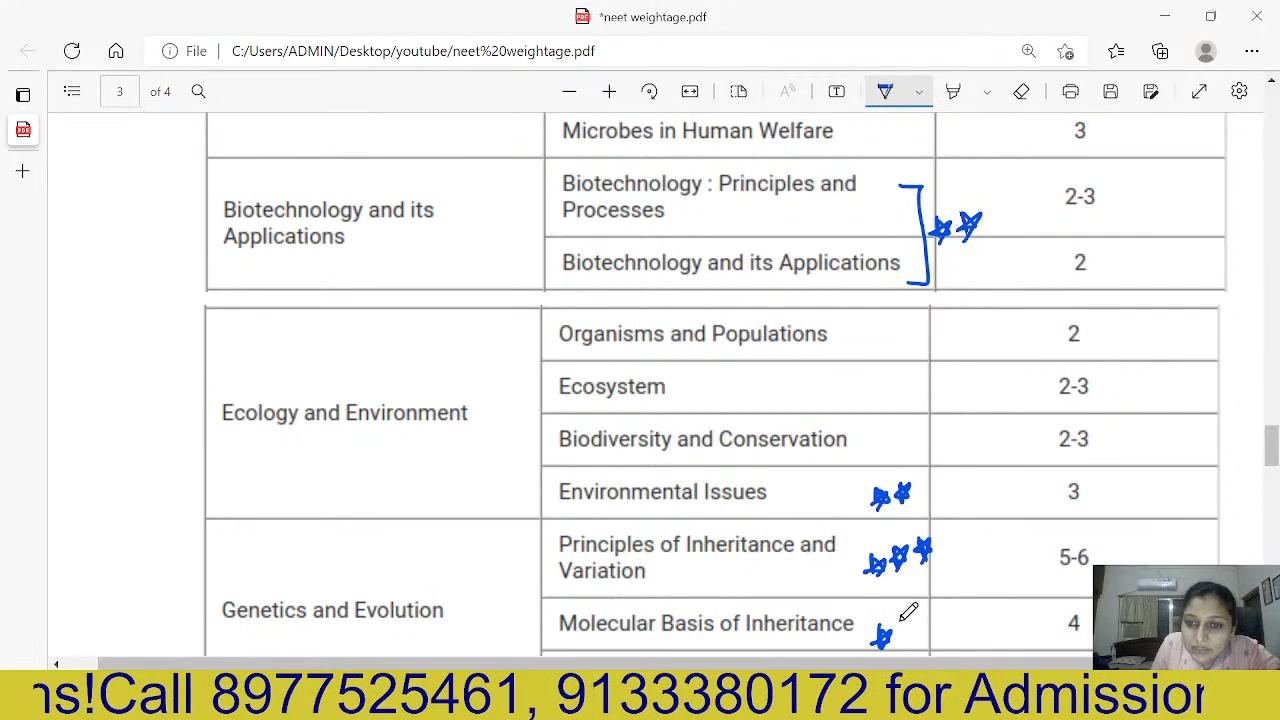 *neet weightage.pdf
File C:/Users/ADMIN/Desktop/youtube/neet%20weightage.pdf
3 of 4
Microbes in Human Welfare 3
Biotechnology and its
Applications
Biotechnology : Principles and
Processes
2-3
Biotechnology and its Applications 2
Ecology and Environment
Organisms and Populations 2
Ecosystem 2-3
Biodiversity and Conservation 2-3
Environmental Issues 3
Genetics and Evolution
Principles of Inheritance and
Variation
5-6
Molecular Basis of Inheritance 4
ns!Call 8977525461, 9133380172 for Admission